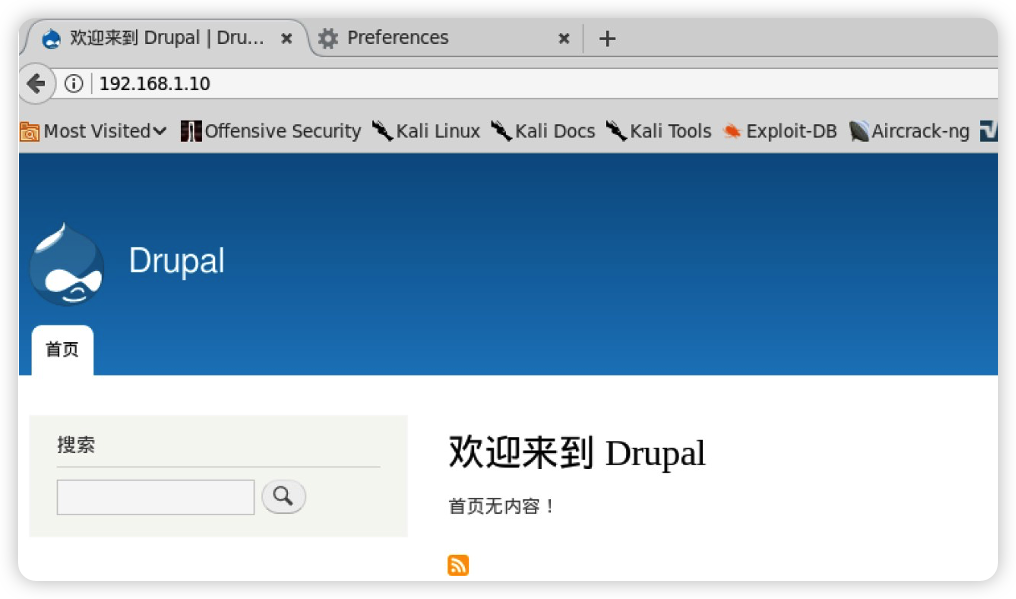 欢迎来到 Drupal | Dru... Preferences
192.168.1.10
Most Visited Offensive Security Kali Linux Kali Docs Kali Tools Exploit-DB Aircrack-ng
Drupal
首页
搜索
欢迎来到 Drupal
首页无内容！